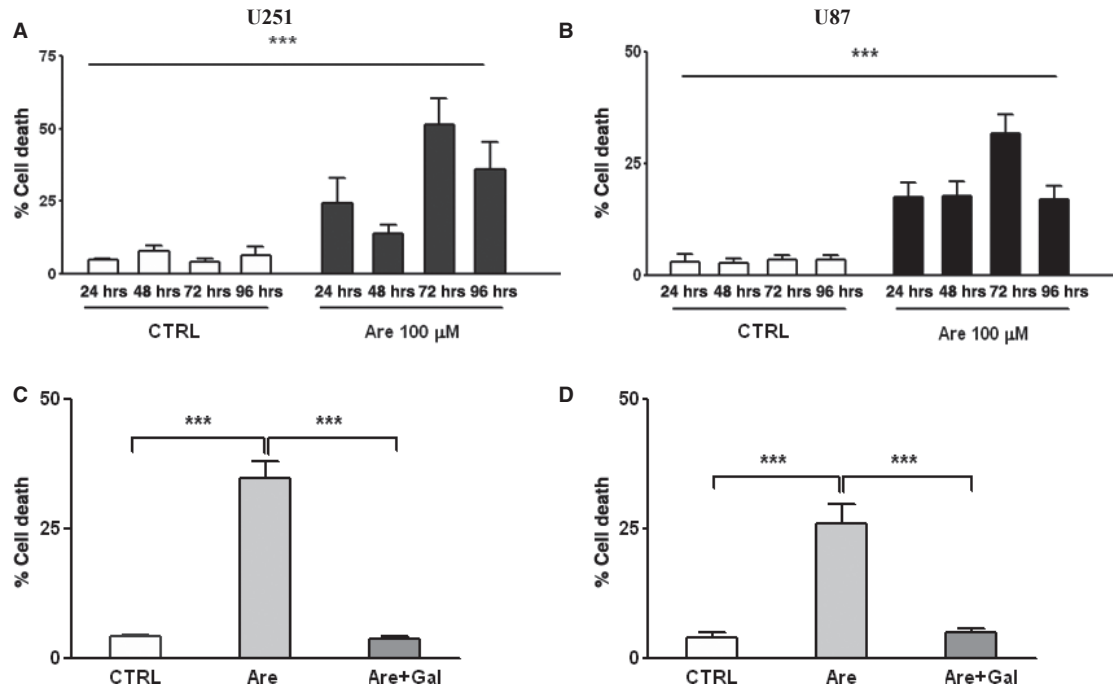 U251
U87
A
B
***
***
% Cell death
75
50
25
0
24 hrs 48 hrs 72 hrs 96 hrs
24 hrs 48 hrs 72 hrs 96 hrs
CTRL
Are 100 μM
% Cell death
50
25
0
24 hrs 48 hrs 72 hrs 96 hrs
24 hrs 48 hrs 72 hrs 96 hrs
CTRL
Are 100 μM
C
% Cell death
50
25
0
***
***
CTRL
Are
Are+Gal
D
% Cell death
50
25
0
***
***
CTRL
Are
Are+Gal